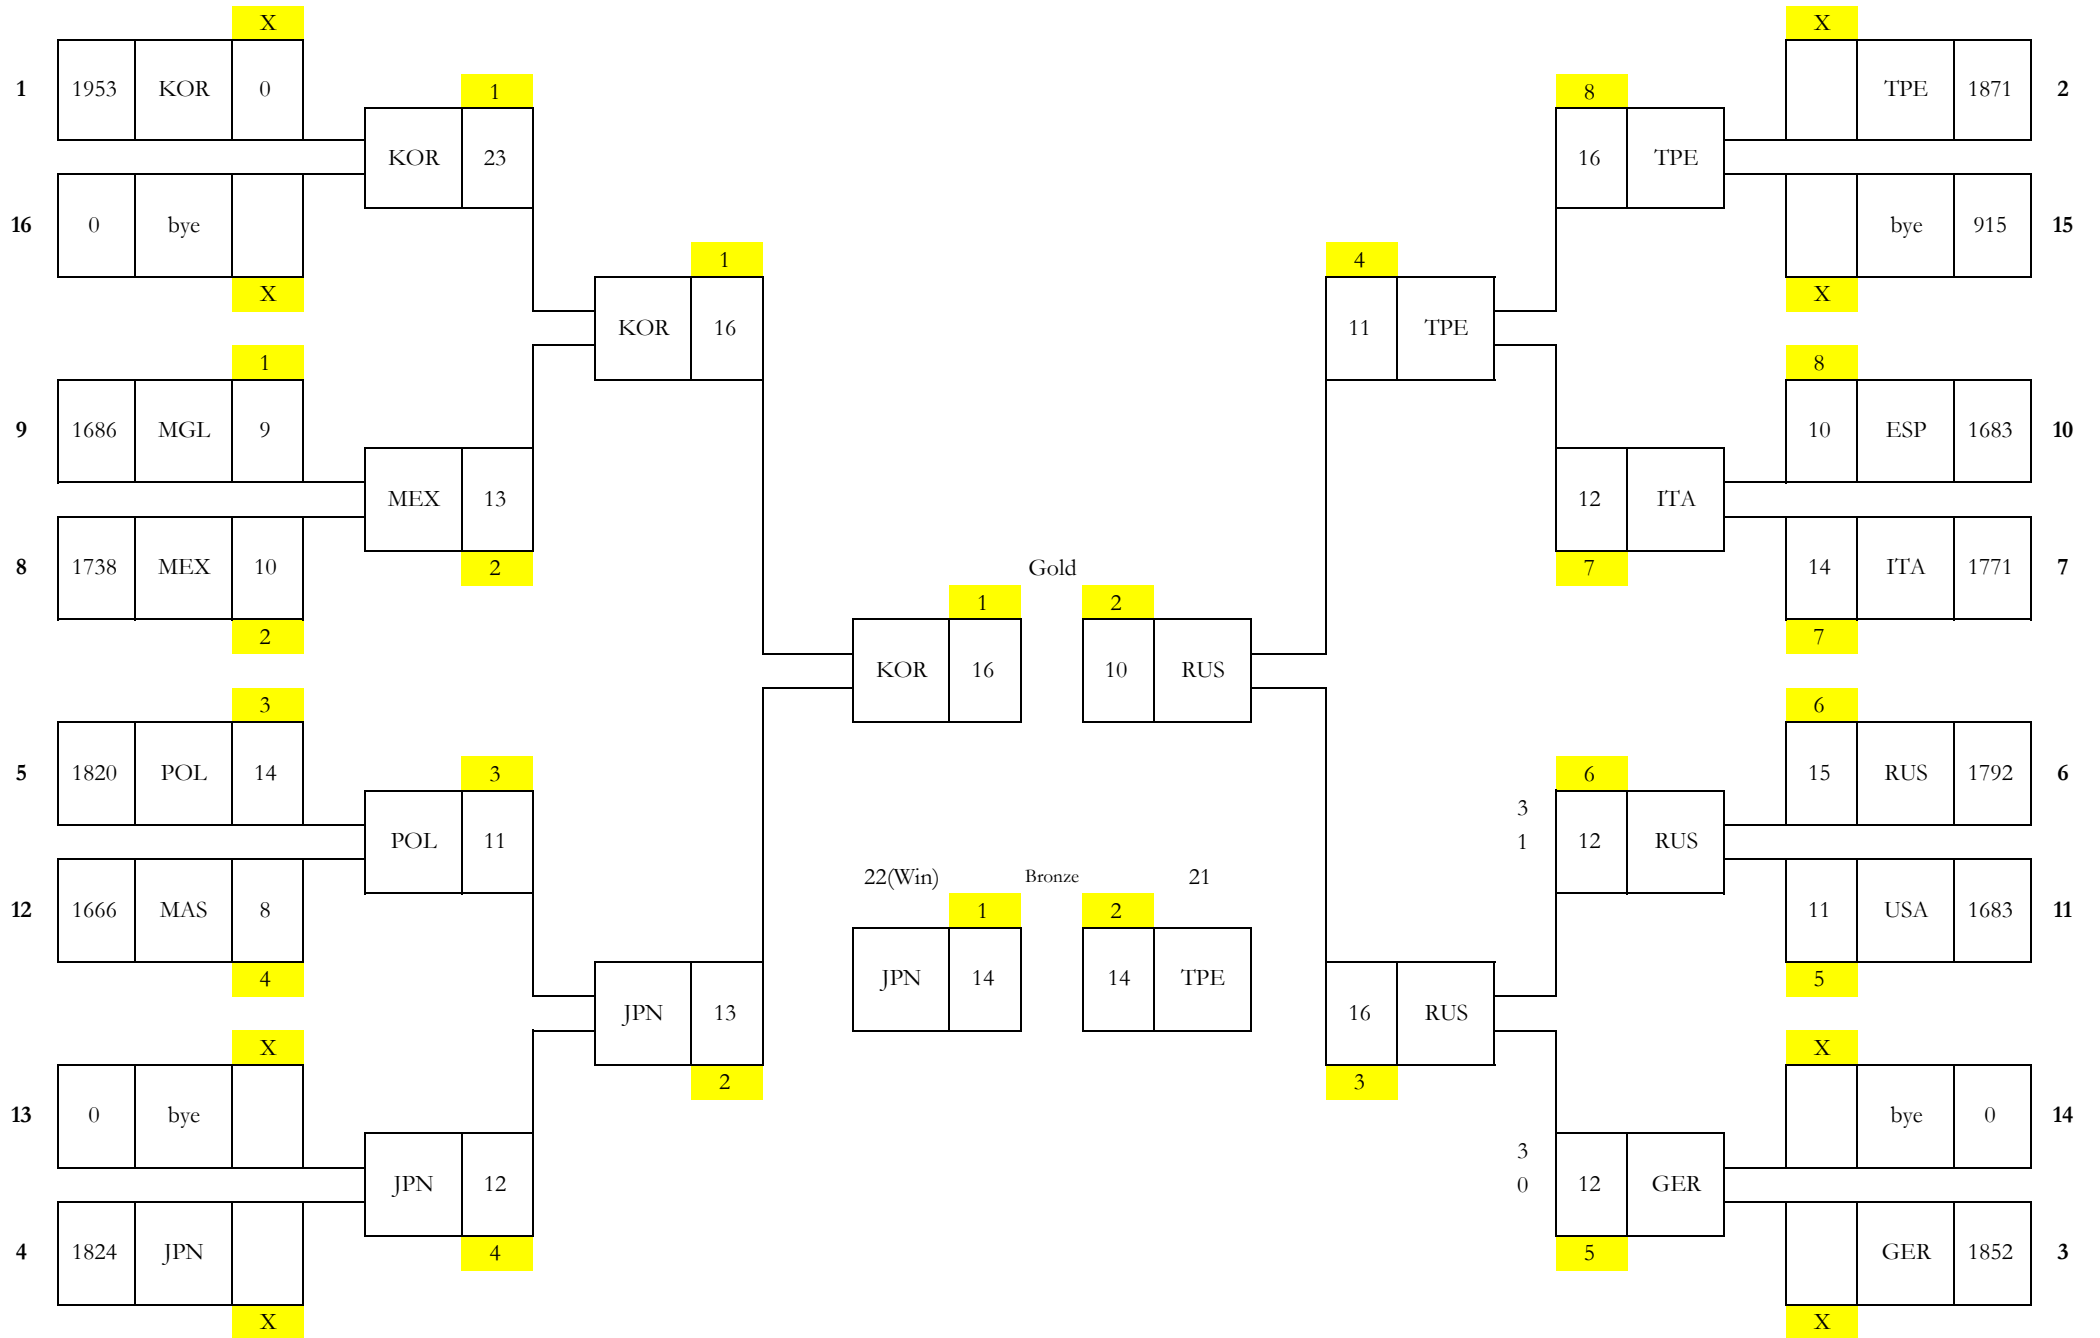 X
1 1953 KOR 0
16 0 bye
X
1
9 1686 MGL 9
8 1738 MEX 10
2
3
5 1820 POL 14
12 1666 MAS 8
4
X
13 0 bye
4 1824 JPN
X
1
KOR 23
MEX 13
2
3
POL 11
JPN 12
4
1
KOR 16
JPN 13
2
Gold
1 2
KOR 16 10 RUS
22(Win) Bronze 21
1 2
JPN 14 14 TPE
4
11 TPE
16 RUS
3
8
16 TPE
12 ITA
7
6
3
1
12 RUS
3
0
12 GER
5
X
TPE 1871 2
bye 915 15
X
8
10 ESP 1683 10
14 ITA 1771 7
7
6
15 RUS 1792 6
11 USA 1683 11
5
X
bye 0 14
GER 1852 3
X